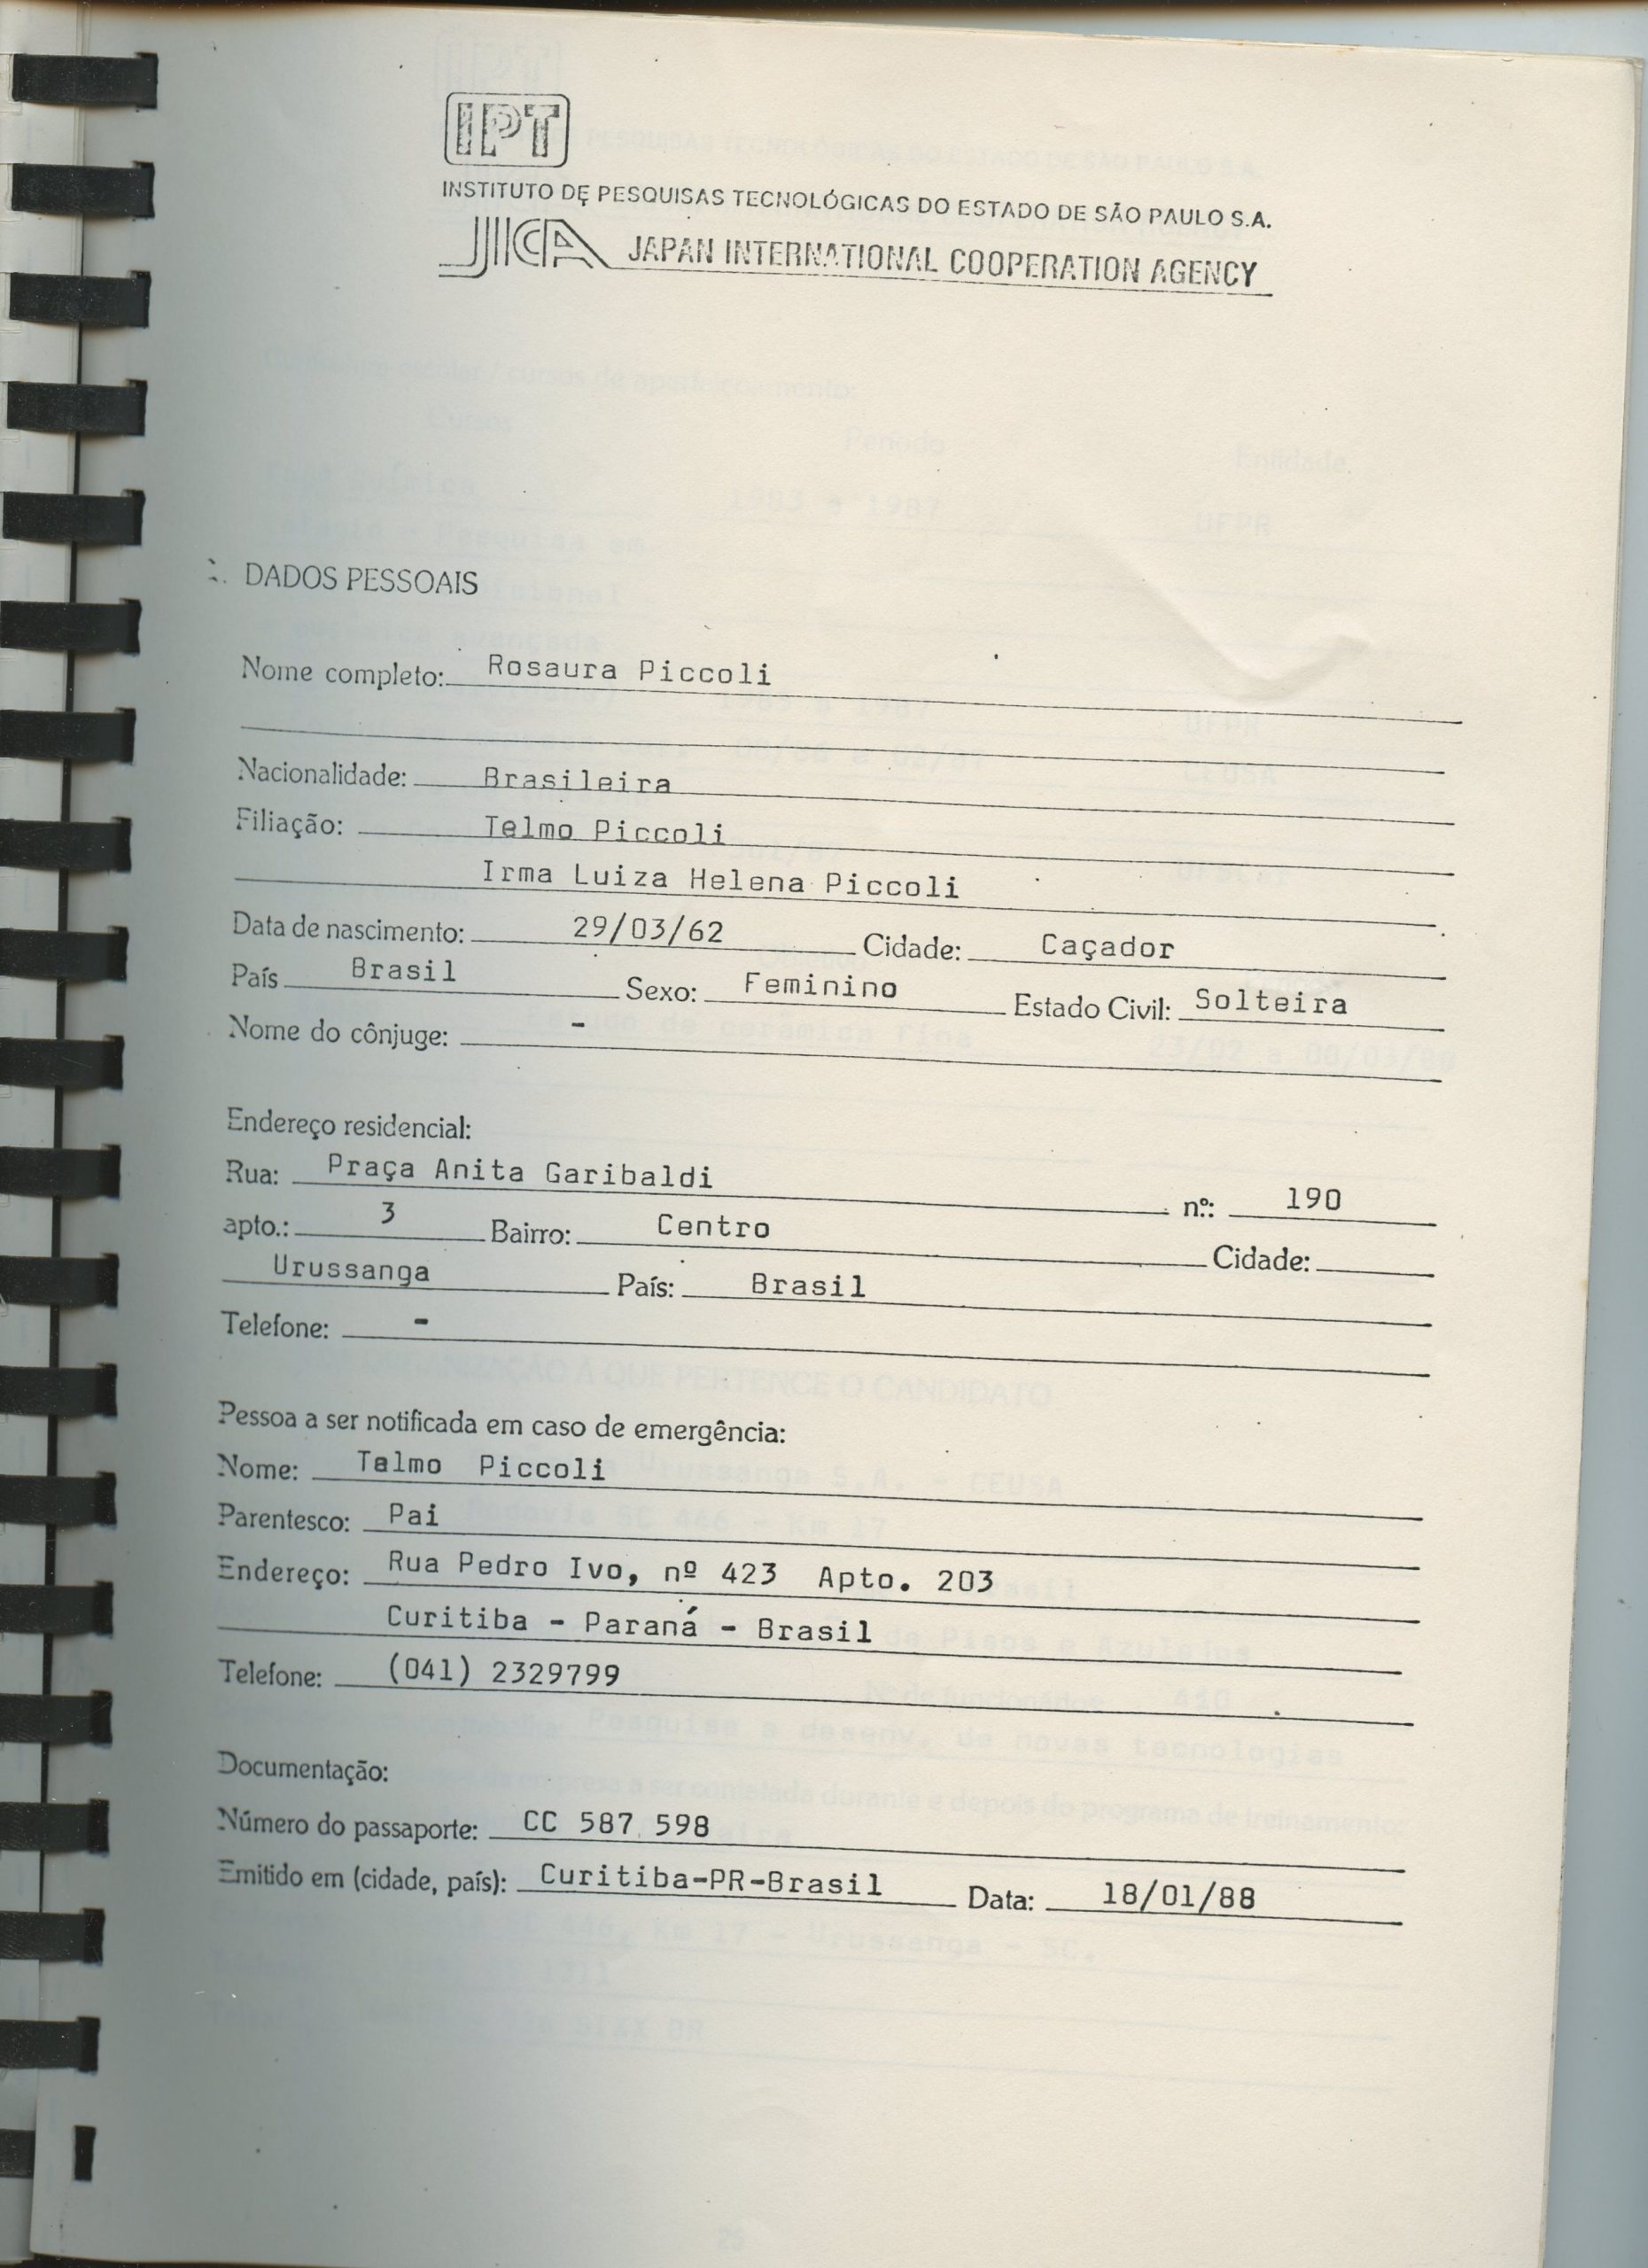 IPT
INSTITUTO DE PESQUISAS TECNOLÓGICAS DO ESTADO DE SÃO PAULO S.A.
JICA JAPAN INTERNATIONAL COOPERATION AGENCY
DADOS PESSOAIS
Nome completo: Rosaura Piccoli
Nacionalidade: Brasileira
Filiação: Telmo Piccoli
Irma Luiza Helena Piccoli
Data de nascimento: 29/03/62 Cidade: Caçador
País Brasil Sexo: Feminino Estado Civil: Solteira
Nome do cônjuge: -
Endereço residencial:
Rua: Praça Anita Garibaldi nº: 190
apto.: 3 Bairro: Centro Cidade:
Urussanga País: Brasil
Telefone: -
Pessoa a ser notificada em caso de emergência:
Nome: Telmo Piccoli
Parentesco: Pai
Endereço: Rua Pedro Ivo, nº 423 Apto. 203
Curitiba - Paraná - Brasil
Telefone: (041) 2329799
Documentação:
Número do passaporte: CC 587.598
Emitido em (cidade, país): Curitiba-PR-Brasil Data: 18/01/88